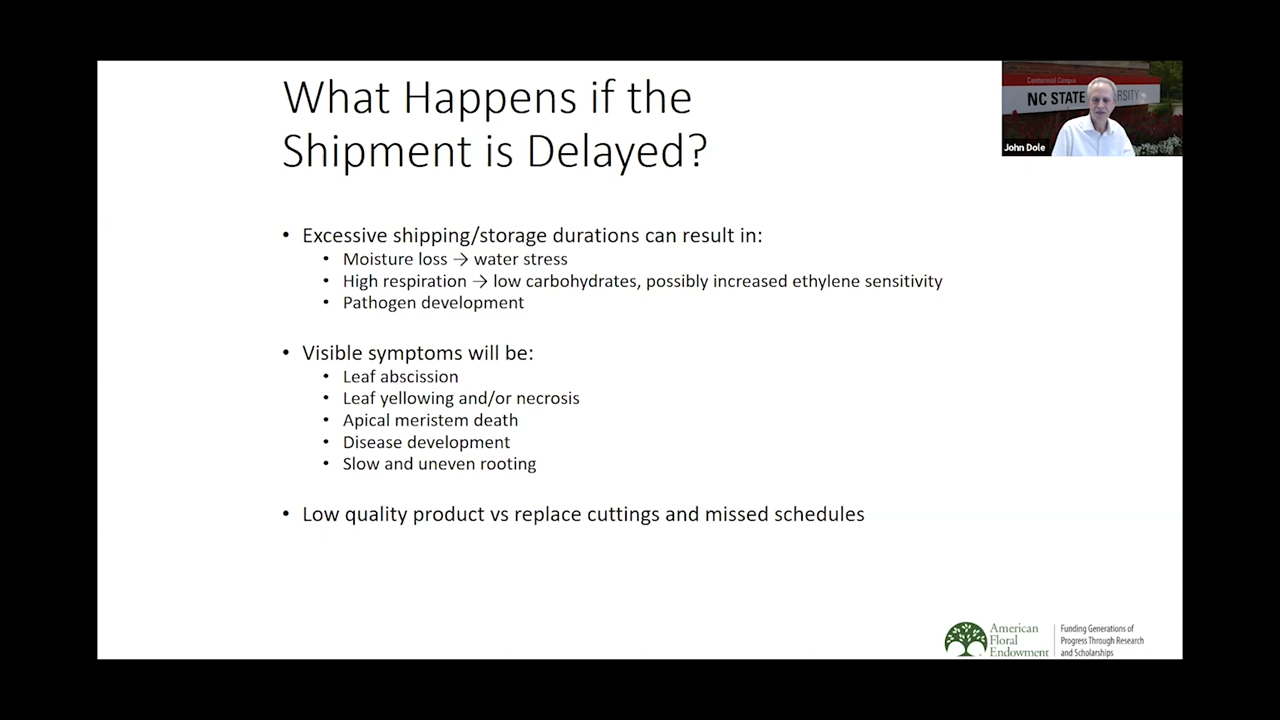 What Happens if the
Shipment is Delayed?
Centennial Campus
NC STATE RSITY
John Dole
• Excessive shipping/storage durations can result in:
• Moisture loss → water stress
• High respiration → low carbohydrates, possibly increased ethylene sensitivity
• Pathogen development
• Visible symptoms will be:
• Leaf abscission
• Leaf yellowing and/or necrosis
• Apical meristem death
• Disease development
• Slow and uneven rooting
• Low quality product vs replace cuttings and missed schedules
American
Floral
Endowment
Funding Generations of
Progress Through Research
and Scholarships